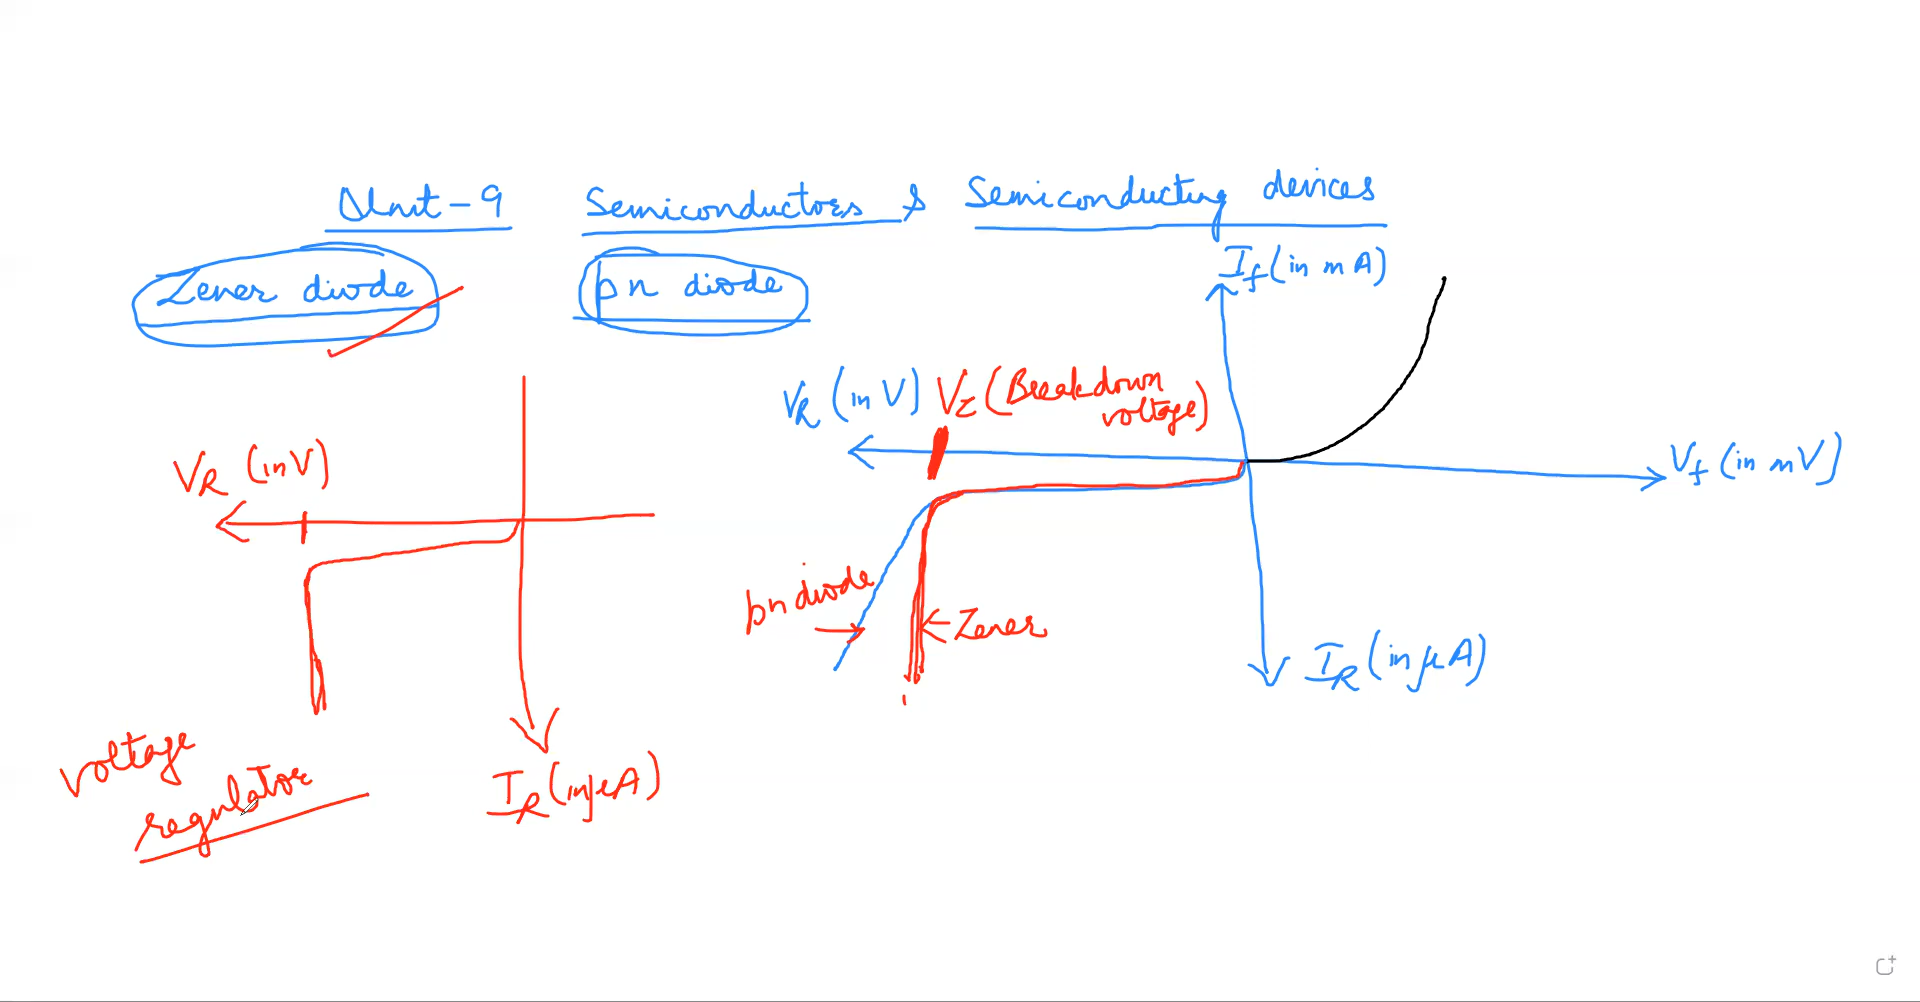 Unit-9 Semiconductors & Semiconducting devices
Zener diode
pn diode
If (in mA)
VR (in V)
VZ (Breakdown voltage)
Vf (in mV)
VR (in V)
pn diode
Zener
IR (in μA)
voltage
regulator
IR (in μA)